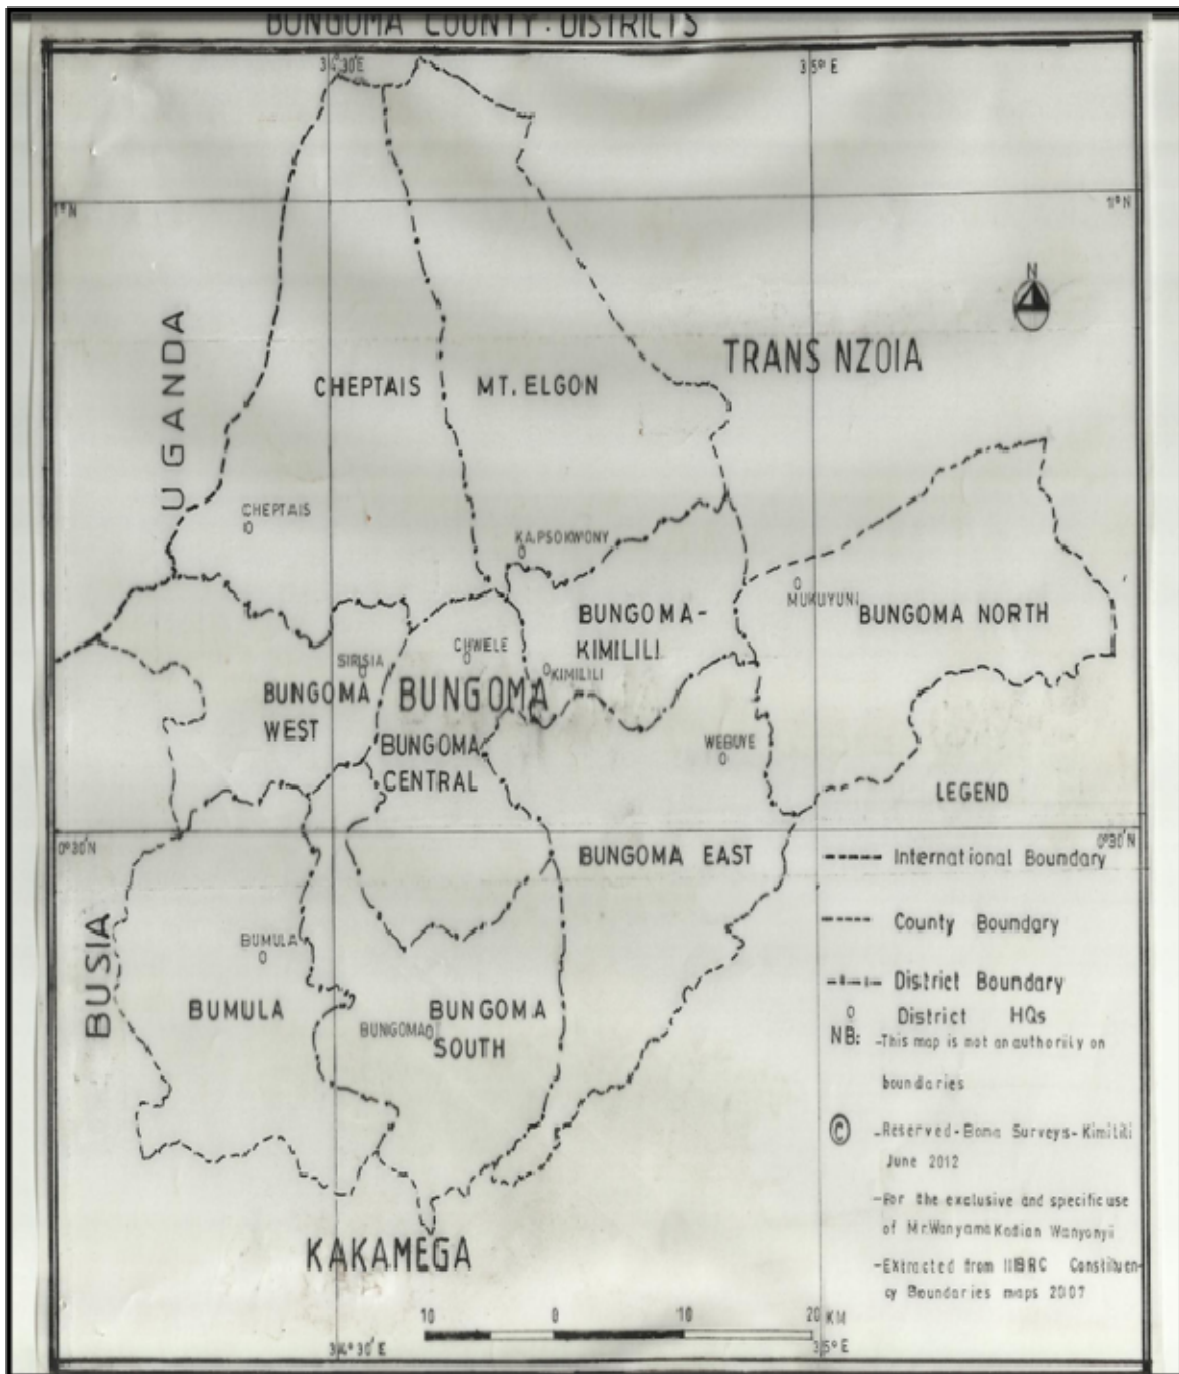 BUNGOMA COUNTY: DISTRICTS
34°30'E
35°E
1°N
1°N
N
UGANDA
TRANS NZOIA
CHEPTAIS
MT. ELGON
CHEPTAIS
KAPSOKWONY
MUKUYUNI
BUNGOMA-
KIMILILI
BUNGOMA NORTH
CHWELE
SIRISIA
KIMILILI
BUNGOMA
WEST
BUNGOMA
BUNGOMA
CENTRAL
WEBUYE
LEGEND
0°30'N
0°30'N
BUNGOMA EAST
International Boundary
County Boundary
District Boundary
District HQs
BUSIA
BUMULA
BUMULA
BUNGOMA
SOUTH
BUNGOMA
NB: -This map is not an authority on
boundaries
© -Reserved-Boma Surveys-Kimilili
June 2012
-For the exclusive and specific use
of Mr.Wanyama Wanyonyi
-Extracted from IIBRC Constituen-
cy Boundaries maps 2007
KAKAMEGA
10 0 10 20 KM
34°30'E
35°E